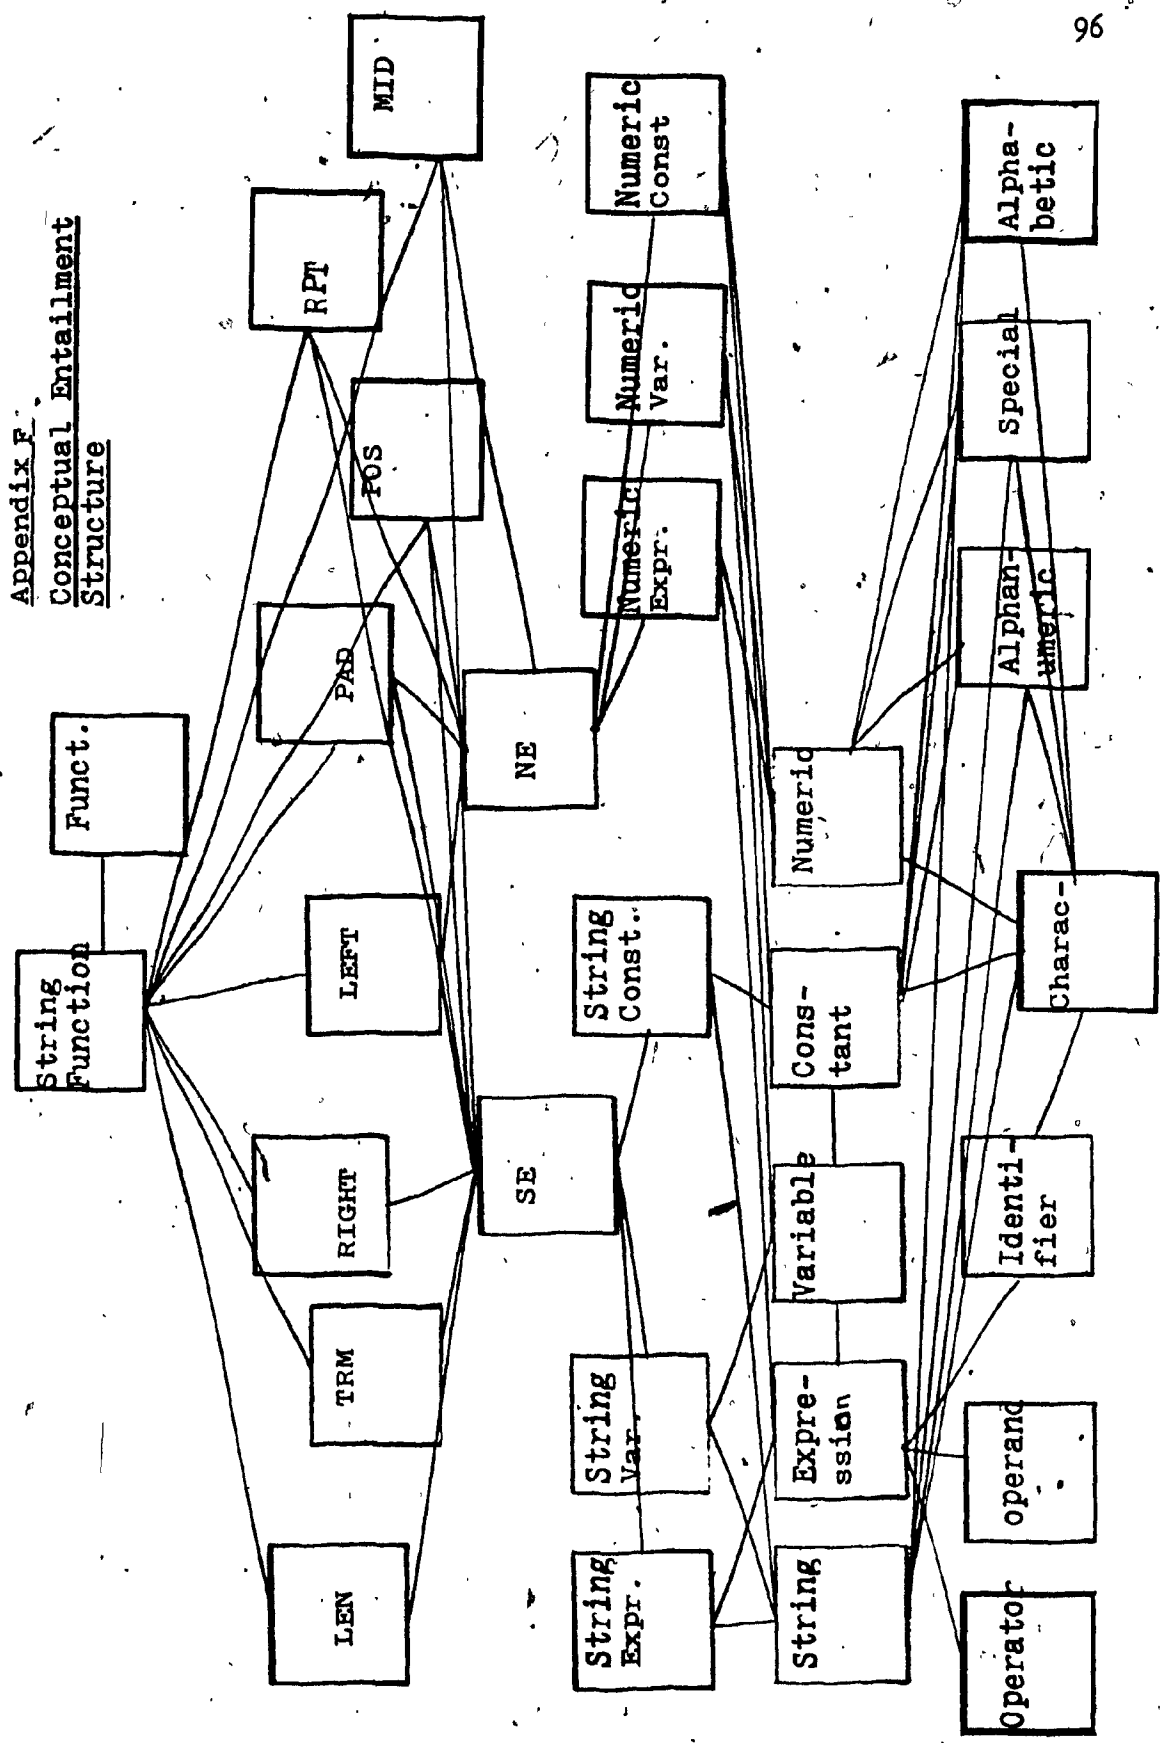 96
Appendix F
Conceptual Entailment
Structure
String
Function
Funct.
LEN
TRM
RIGHT
LEFT
PAD
POS
RPT
MID
SE
NE
String
Expr.
String
Var.
String
Const.
Numeric
Expr.
Numeric
Var.
Numeric
Const
String
Expre-
ssion
Variable
Cons-
tant
Numeric
Operator
operand
Identi-
fier
Charac-
Alphan-
umeric
Special
Alpha-
betic